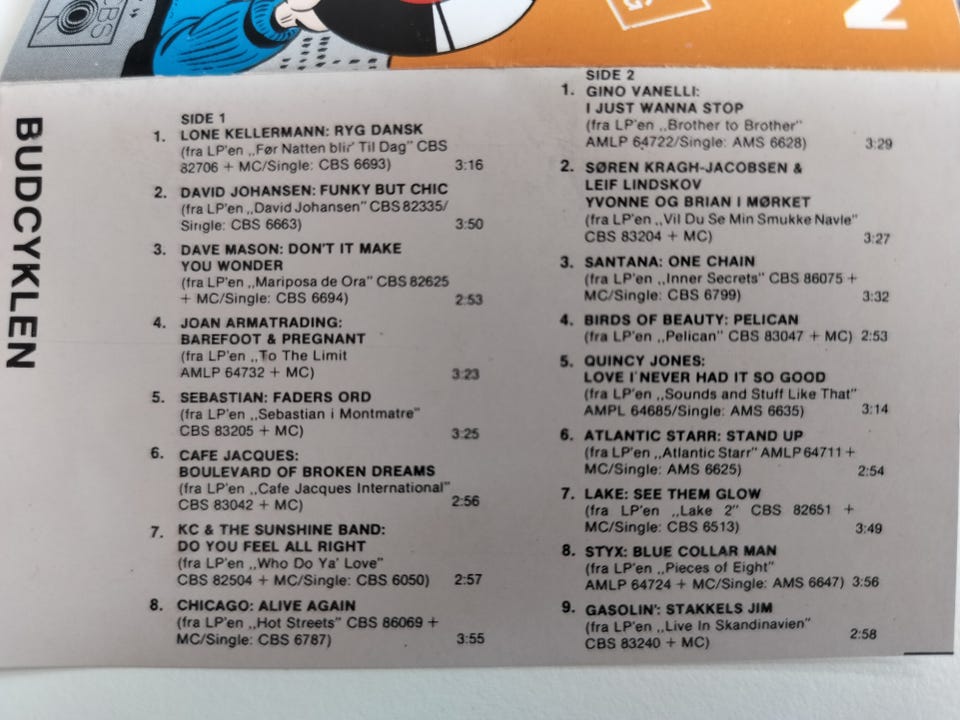 CBS
G
N
BUDCYKLEN
SIDE 1
1. LONE KELLERMANN: RYG DANSK
(fra LP'en „Før Natten blir' Til Dag" CBS
82706 + MC/Single: CBS 6693) 3:16
2. DAVID JOHANSEN: FUNKY BUT CHIC
(fra LP'en „David Johansen" CBS 82335/
Single: CBS 6663) 3:50
3. DAVE MASON: DON'T IT MAKE
YOU WONDER
(fra LP'en „Mariposa de Ora" CBS 82625
+ MC/Single: CBS 6694) 2:53
4. JOAN ARMATRADING:
BAREFOOT & PREGNANT
(fra LP'en „To The Limit
AMLP 64732 + MC) 3:23
5. SEBASTIAN: FADERS ORD
(fra LP'en „Sebastian i Montmatre"
CBS 83205 + MC) 3:25
6. CAFE JACQUES:
BOULEVARD OF BROKEN DREAMS
(fra LP'en „Cafe Jacques International"
CBS 83042 + MC) 2:56
7. KC & THE SUNSHINE BAND:
DO YOU FEEL ALL RIGHT
(fra LP'en „Who Do Ya' Love"
CBS 82504 + MC/Single: CBS 6050) 2:57
8. CHICAGO: ALIVE AGAIN
(fra LP'en „Hot Streets" CBS 86069 +
MC/Single: CBS 6787) 3:55
SIDE 2
1. GINO VANELLI:
I JUST WANNA STOP
(fra LP'en „Brother to Brother"
AMLP 64722/Single: AMS 6628) 3:29
2. SØREN KRAGH-JACOBSEN &
LEIF LINDSKOV
YVONNE OG BRIAN I MØRKET
(fra LP'en „Vil Du Se Min Smukke Navle"
CBS 83204 + MC) 3:27
3. SANTANA: ONE CHAIN
(fra LP'en „Inner Secrets" CBS 86075 +
MC/Single: CBS 6799) 3:32
4. BIRDS OF BEAUTY: PELICAN
(fra LP'en „Pelican" CBS 83047 + MC) 2:53
5. QUINCY JONES:
LOVE I NEVER HAD IT SO GOOD
(fra LP'en „Sounds and Stuff Like That"
AMPL 64685/Single: AMS 6635) 3:14
6. ATLANTIC STARR: STAND UP
(fra LP'en „Atlantic Starr" AMLP 64711 +
MC/Single: AMS 6625) 2:54
7. LAKE: SEE THEM GLOW
(fra LP'en „Lake 2" CBS 82651 +
MC/Single: CBS 6513) 3:49
8. STYX: BLUE COLLAR MAN
(fra LP'en „Pieces of Eight"
AMLP 64724 + MC/Single: AMS 6647) 3:56
9. GASOLIN': STAKKELS JIM
(fra LP'en „Live In Skandinavien"
CBS 83240 + MC) 2:58